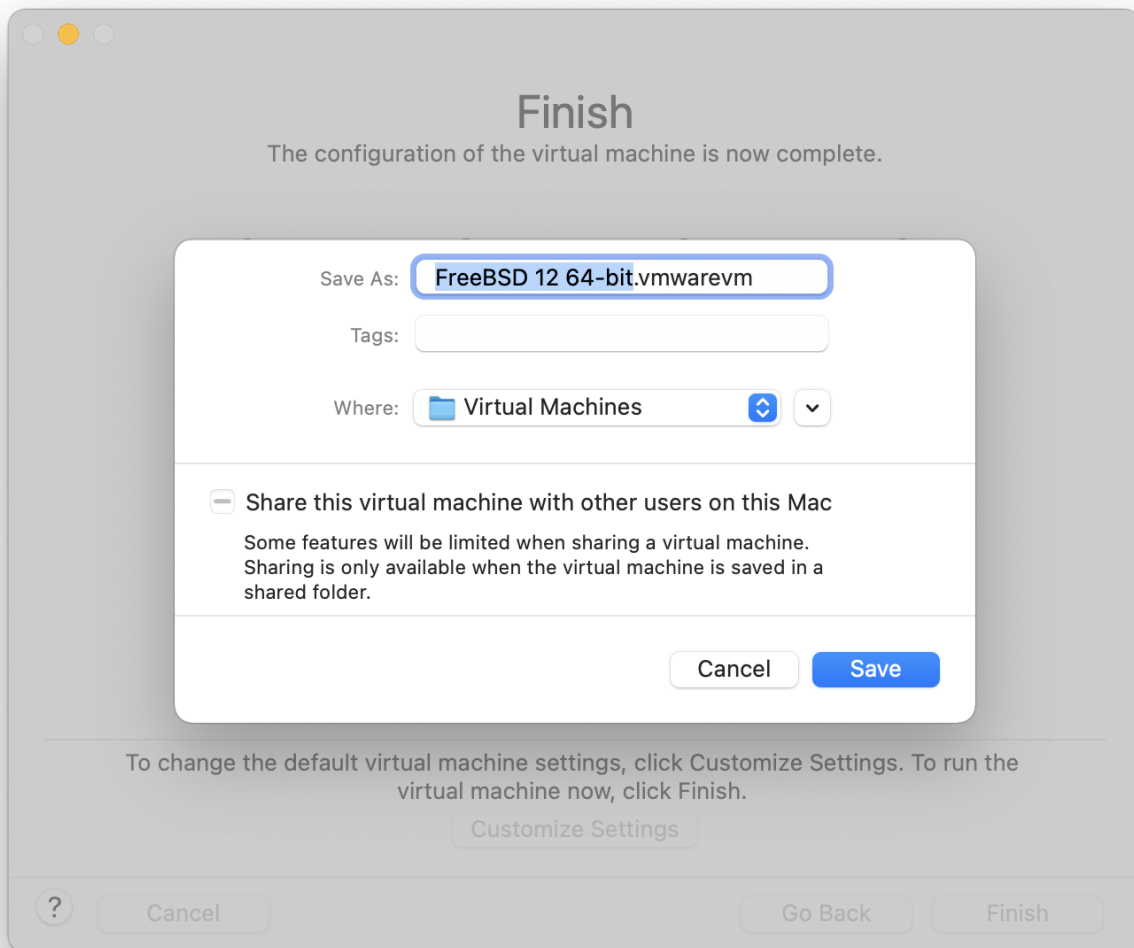 Finish
The configuration of the virtual machine is now complete.
Save As: FreeBSD 12 64-bit.vmwarevm
Tags:
Where: Virtual Machines
Share this virtual machine with other users on this Mac
Some features will be limited when sharing a virtual machine.
Sharing is only available when the virtual machine is saved in a
shared folder.
Cancel Save
To change the default virtual machine settings, click Customize Settings. To run the
virtual machine now, click Finish.
Customize Settings
? Cancel Go Back Finish